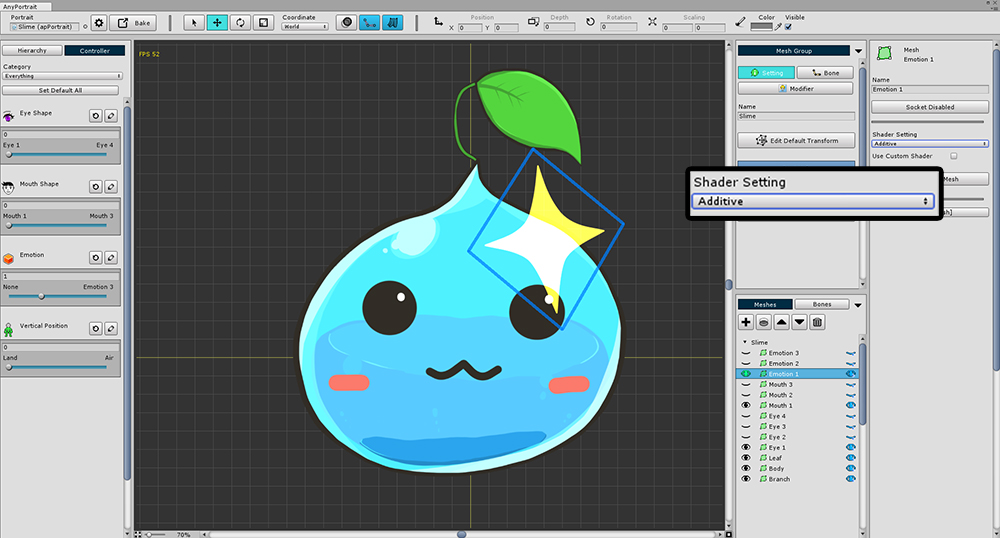 AnyPortrait
Portrait
Slime (apPortrait)
Bake
Coordinate
World
Position
X 0 Y 0
Depth
0
Rotation
0
Scaling
0 0
Color
Visible
Hierarchy
Controller
Category
Everything
Set Default All
Eye Shape
0
Eye 1 Eye 4
Mouth Shape
0
Mouth 1 Mouth 3
Emotion
1
None Emotion 3
Vertical Position
0
Land Air
FPS 52
70%
Mesh Group
Setting
Bone
Modifier
Name
Slime
Edit Default Transform
Meshes
Bones
Slime
Emotion 3
Emotion 2
Emotion 1
Mouth 3
Mouth 2
Mouth 1
Eye 4
Eye 3
Eye 2
Eye 1
Leaf
Body
Branch
Mesh
Emotion 1
Name
Emotion 1
Socket Disabled
Shader Setting
Additive
Use Custom Shader
Mesh
Shader Setting
Additive